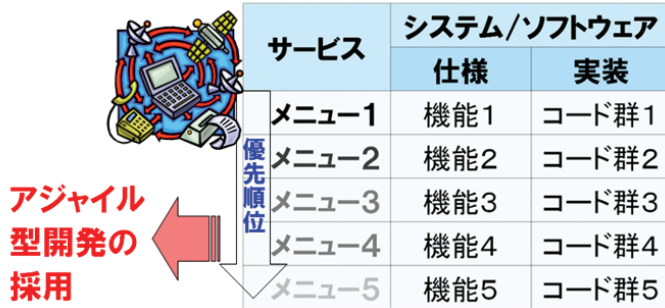 サービス
システム/ソフトウェア
仕様
実装
メニュー1
機能1
コード群1
メニュー2
機能2
コード群2
メニュー3
機能3
コード群3
メニュー4
機能4
コード群4
メニュー5
機能5
コード群5
優先順位
アジャイル
型開発の
採用